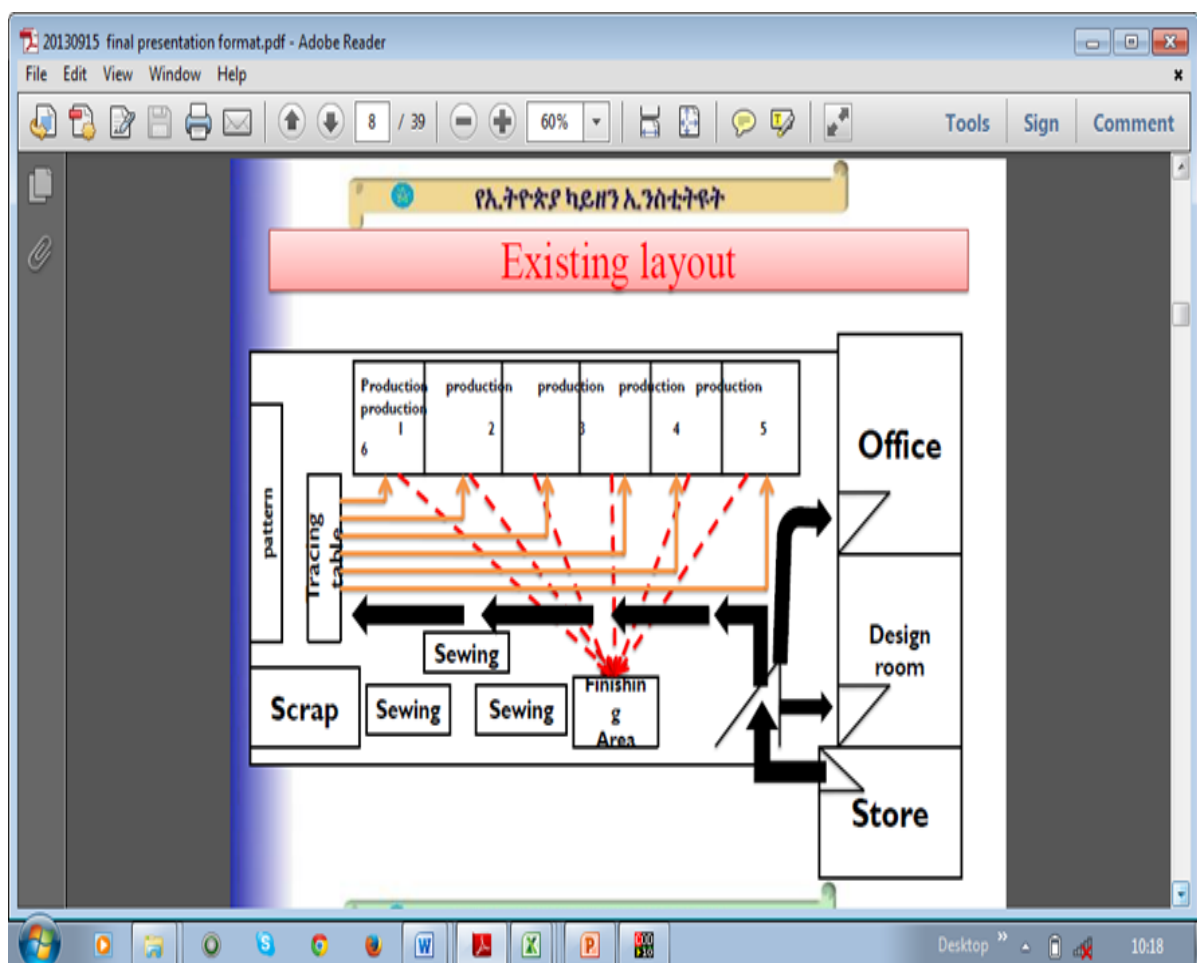 20130915 final presentation format.pdf - Adobe Reader
File Edit View Window Help
8 / 39 60% Tools Sign Comment
የኢትዮጵያ ካይዘን ኢንስቲትዩት
Existing layout
Production production production production production
production
1 2 3 4 5
6
Office
pattern
Tracing
table
Design
room
Sewing
Scrap
Sewing
Sewing
Finishin
g
Area
Store
Desktop 10:18